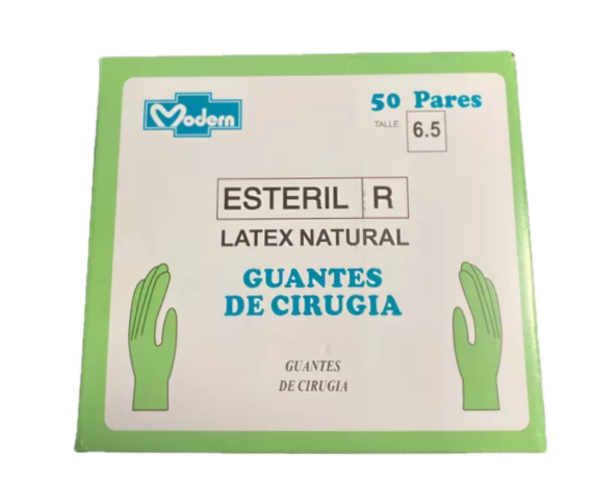 Modern
50 Pares
TALLE: 6.5
ESTERIL R
LATEX NATURAL
GUANTES
DE CIRUGIA
GUANTES
DE CIRUGIA